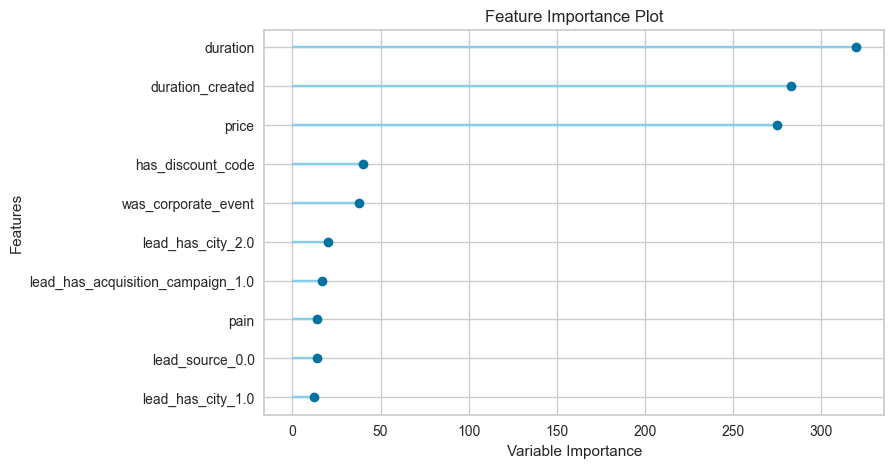 Feature Importance Plot
Features
duration
duration_created
price
has_discount_code
was_corporate_event
lead_has_city_2.0
lead_has_acquisition_campaign_1.0
pain
lead_source_0.0
lead_has_city_1.0
0 50 100 150 200 250 300
Variable Importance